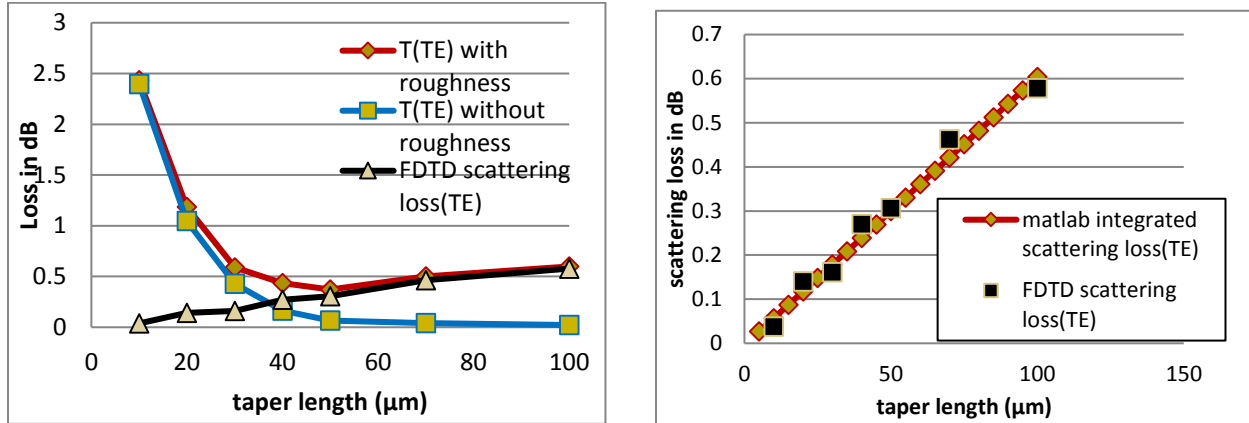 3
2.5
2
1.5
1
0.5
0
0
20
40
60
80
100
Loss in dB
taper length (µm)
T(TE) with
roughness
T(TE) without
roughness
FDTD scattering
loss(TE)
0.7
0.6
0.5
0.4
0.3
0.2
0.1
0
0
50
100
150
scattering loss in dB
taper length (µm)
matlab integrated
scattering loss(TE)
FDTD scattering
loss(TE)